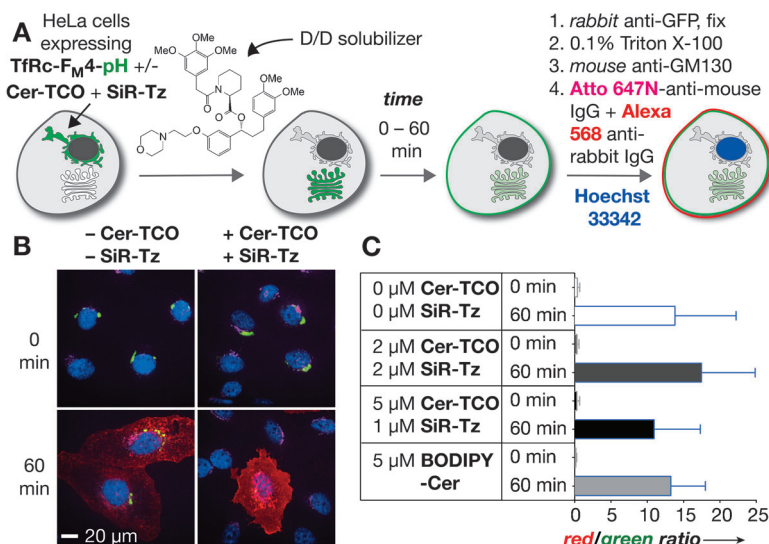 A
HeLa cells
expressing
TfRc-FM4-pH +/-
Cer-TCO + SiR-Tz
OMe
MeO
OMe
N
O
O
O
O
N
O
OMe
OMe
D/D solubilizer
time
0 – 60
min
1. rabbit anti-GFP, fix
2. 0.1% Triton X-100
3. mouse anti-GM130
4. Atto 647N-anti-mouse
IgG + Alexa
568 anti-
rabbit IgG
Hoechst
33342
B
– Cer-TCO
– SiR-Tz
+ Cer-TCO
+ SiR-Tz
0
min
60
min
20 µm
C
0 µM Cer-TCO
0 µM SiR-Tz
0 min
60 min
2 µM Cer-TCO
2 µM SiR-Tz
0 min
60 min
5 µM Cer-TCO
1 µM SiR-Tz
0 min
60 min
5 µM BODIPY
-Cer
0 min
60 min
0 5 10 15 20 25
red/green ratio